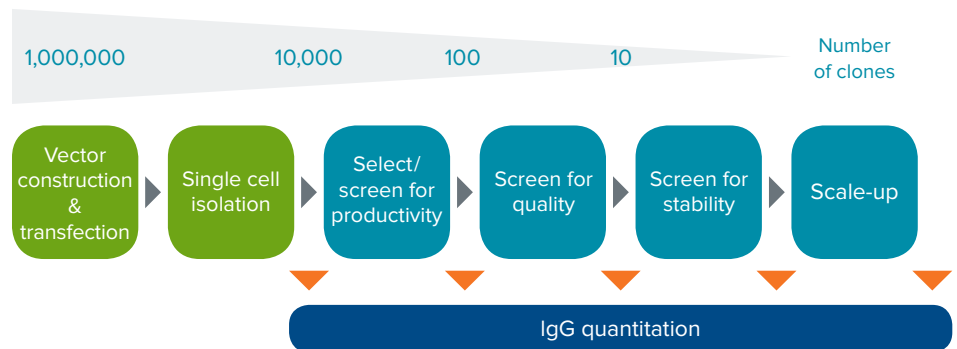 1,000,000 10,000 100 10 Number
of clones
Vector
construction
&
transfection
Single cell
isolation
Select/
screen for
productivity
Screen for
quality
Screen for
stability
Scale-up
IgG quantitation